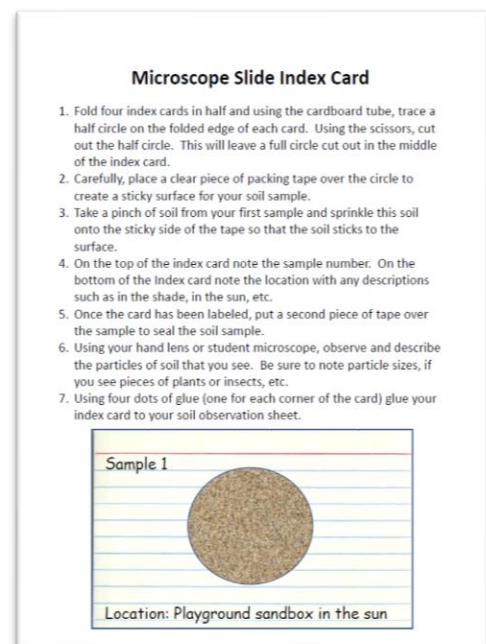 Microscope Slide Index Card
1. Fold four index cards in half and using the cardboard tube, trace a
half circle on the folded edge of each card.  Using the scissors, cut
out the half circle.  This will leave a full circle cut out in the middle
of the index card.
2. Carefully, place a clear piece of packing tape over the circle to
create a sticky surface for your soil sample.
3. Take a pinch of soil from your first sample and sprinkle this soil
onto the sticky side of the tape so that the soil sticks to the
surface.
4. On the top of the index card note the sample number.  On the
bottom of the Index card note the location with any descriptions
such as in the shade, in the sun, etc.
5. Once the card has been labeled, put a second piece of tape over
the sample to seal the soil sample.
6. Using your hand lens or student microscope, observe and describe
the particles of soil that you see.  Be sure to note particle sizes, if
you see pieces of plants or insects, etc.
7. Using four dots of glue (one for each corner of the card) glue your
index card to your soil observation sheet.
Sample 1
Location: Playground sandbox in the sun